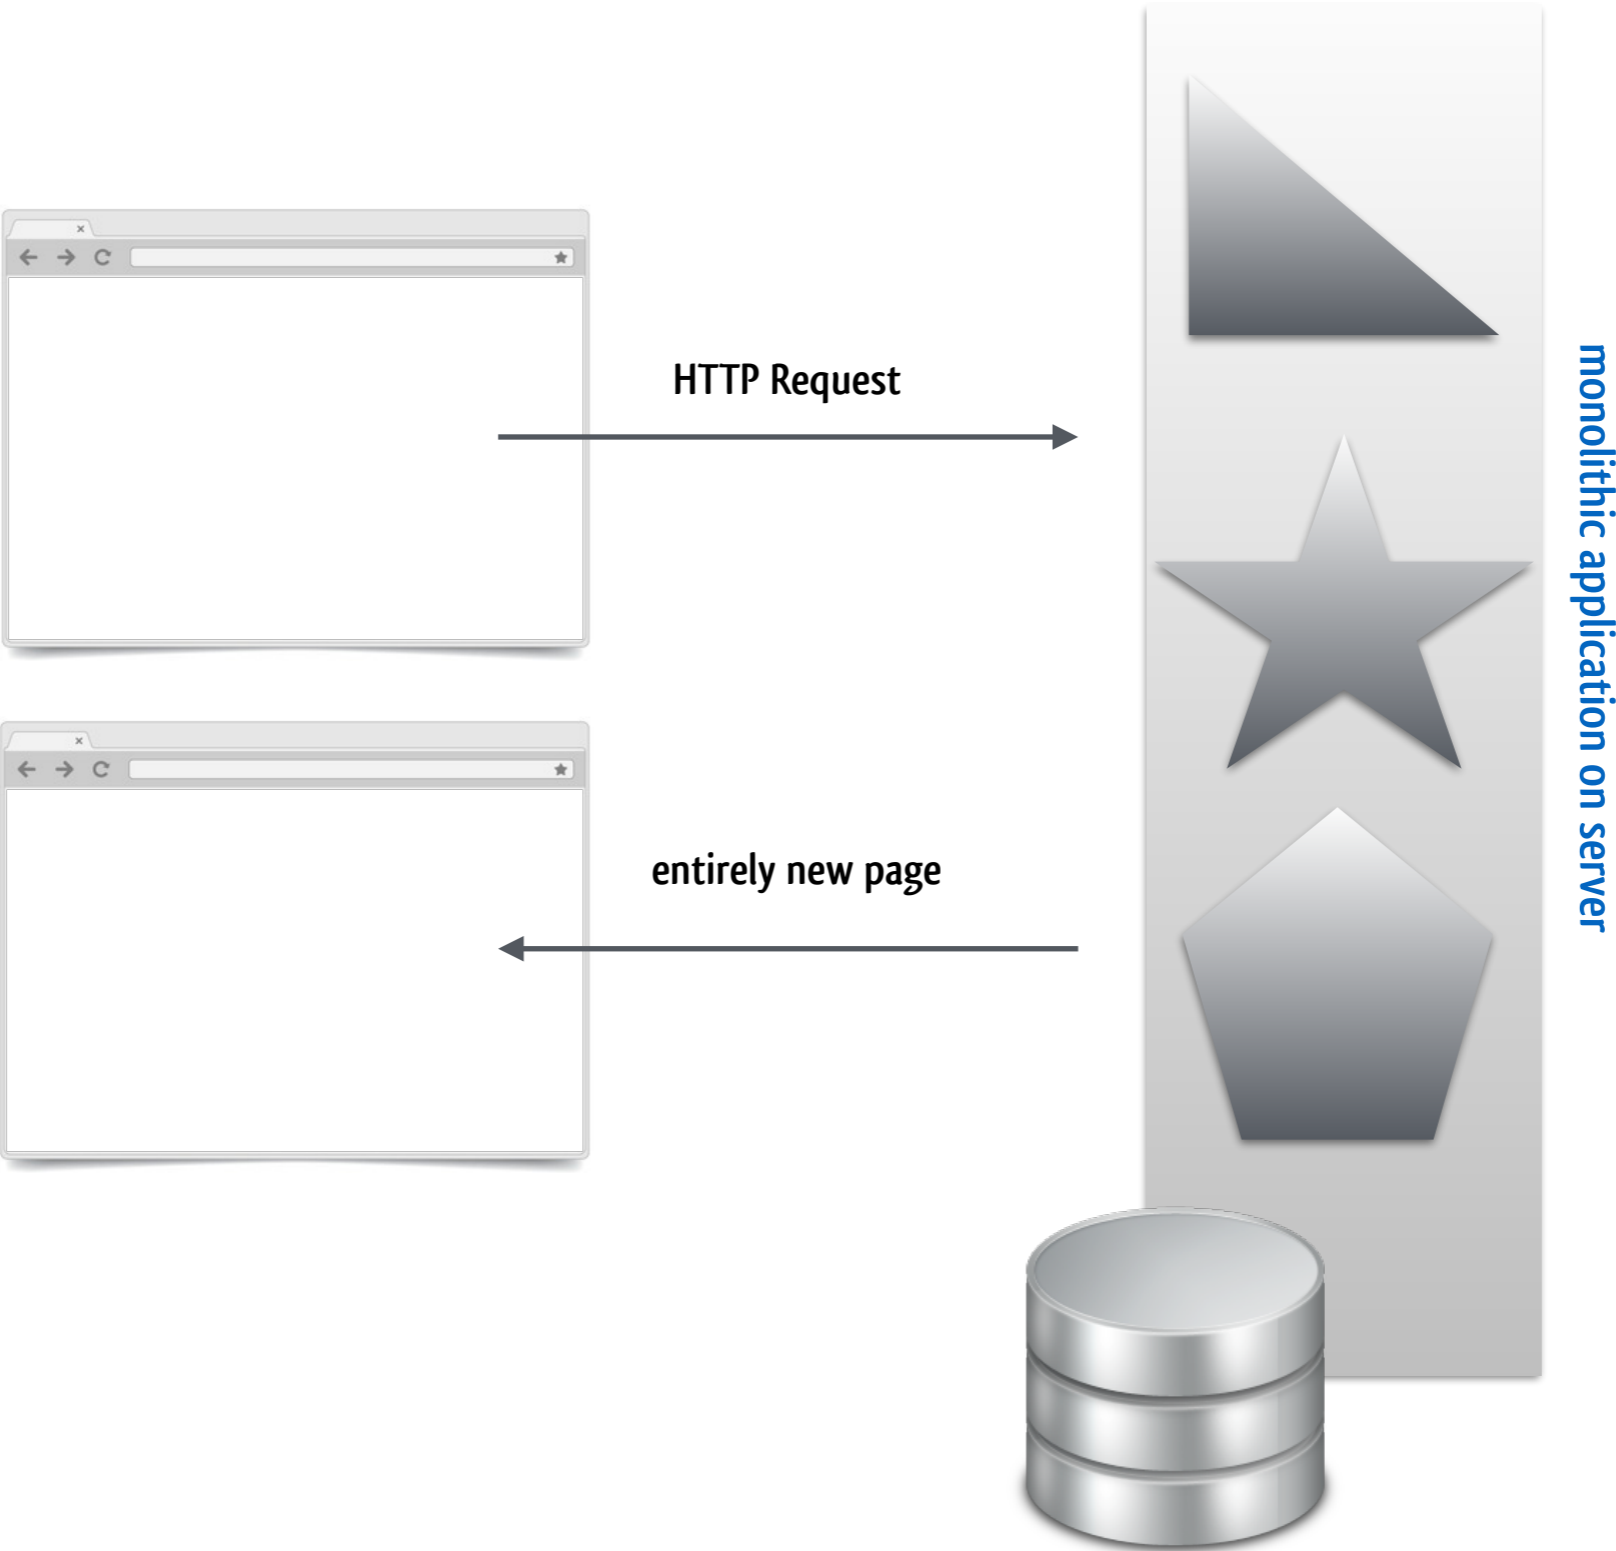 HTTP Request
entirely new page
monolithic application on server